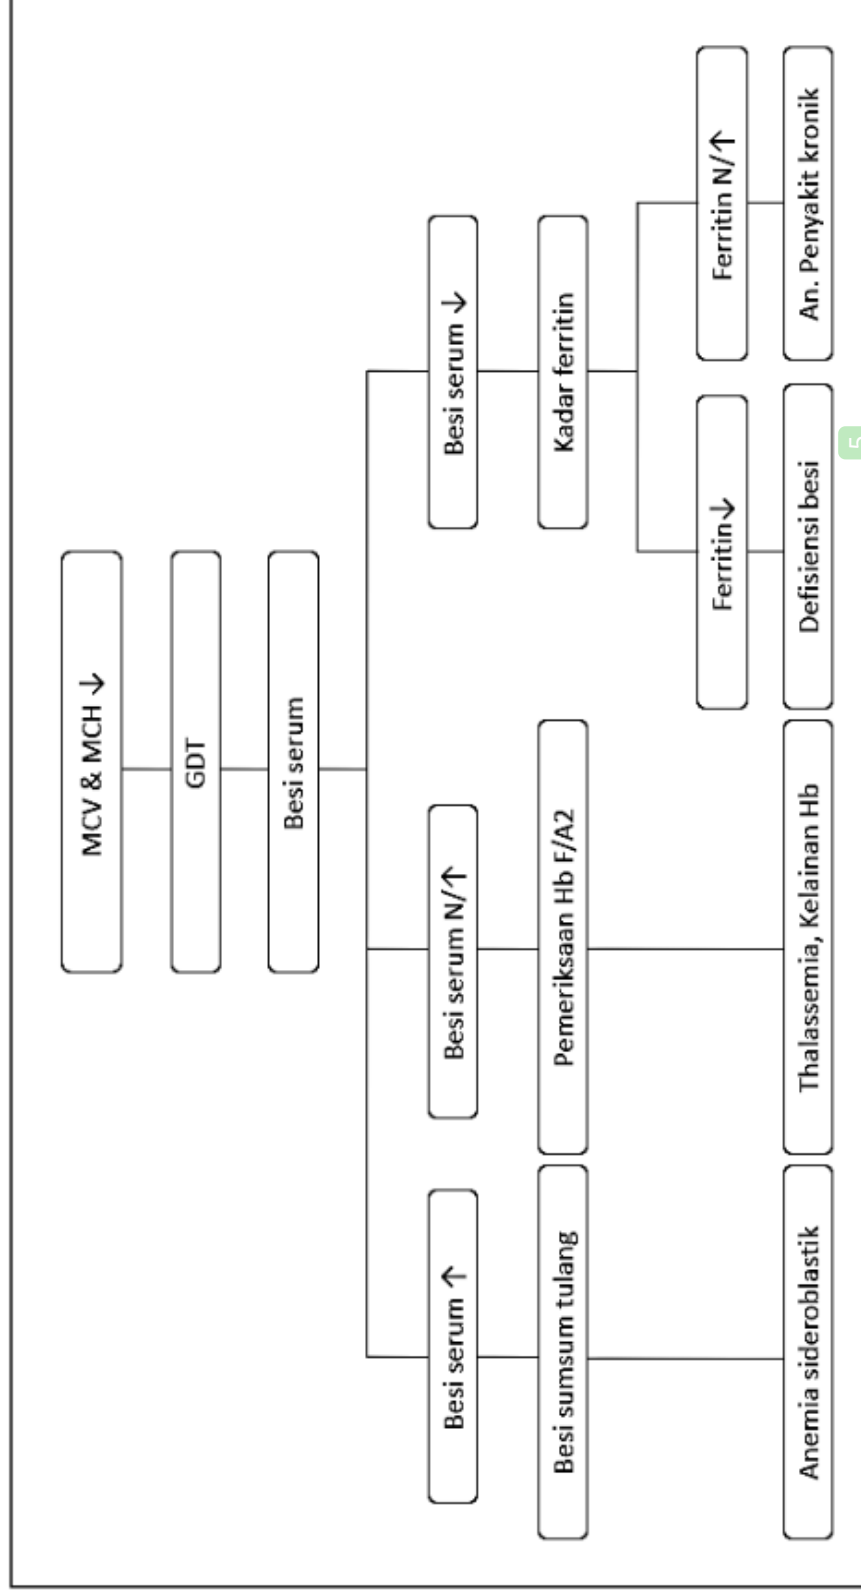 MCV & MCH ↓
GDT
Besi serum
Besi serum ↑
Besi serum N/↑
Besi serum ↓
Besi sumsum tulang
Pemeriksaan Hb F/A2
Kadar ferritin
Ferritin↓
Ferritin N/↑
Anemia sideroblastik
Thalassemia, Kelainan Hb
Defisiensi besi
An. Penyakit kronik
5